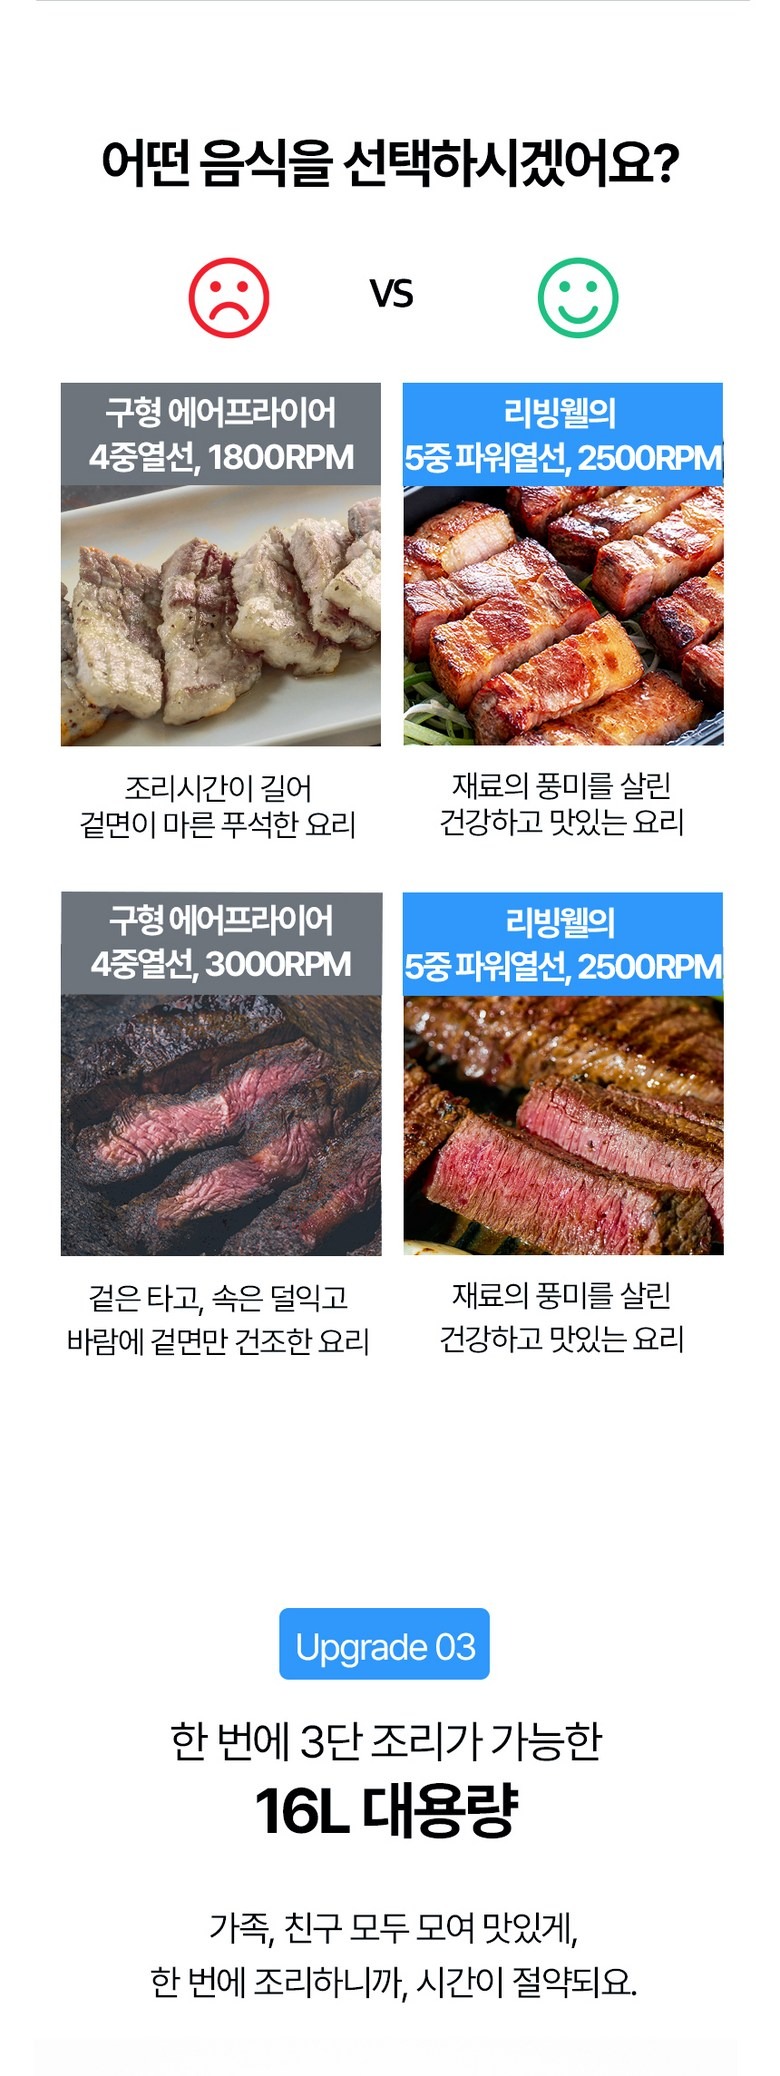 어떤 음식을 선택하시겠어요?
VS
구형 에어프라이어
4중열선, 1800RPM
리빙웰의
5중 파워열선, 2500RPM
조리시간이 길어
겉면이 마른 푸석한 요리
재료의 풍미를 살린
건강하고 맛있는 요리
구형 에어프라이어
4중열선, 3000RPM
리빙웰의
5중 파워열선, 2500RPM
겉은 타고, 속은 덜익고
바람에 겉면만 건조한 요리
재료의 풍미를 살린
건강하고 맛있는 요리
Upgrade 03
한 번에 3단 조리가 가능한
16L 대용량
가족, 친구 모두 모여 맛있게,
한 번에 조리하니까, 시간이 절약되요.